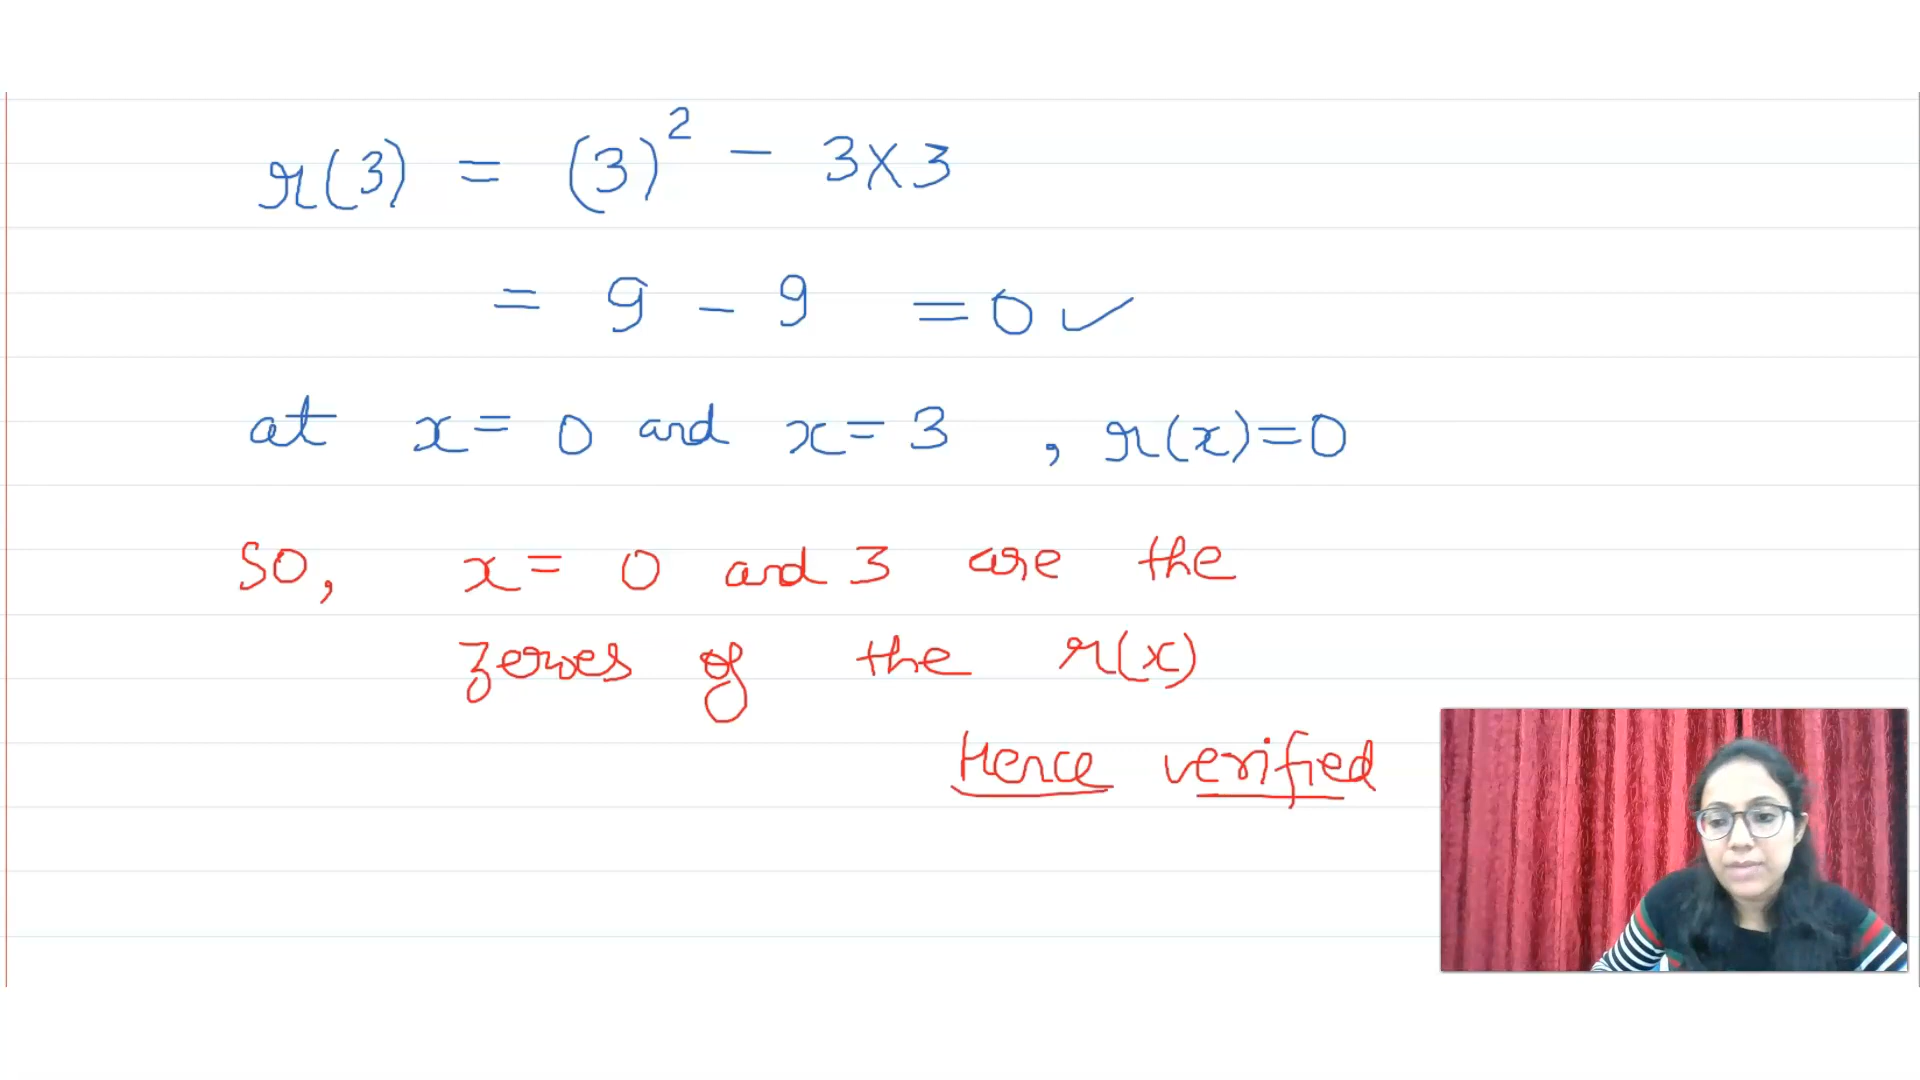 r(3) = (3)² - 3×3
= 9 - 9 = 0 ✓
at x = 0 and x = 3 , r(x) = 0
SO, x = 0 and 3 are the
zeroes of the r(x)
Hence verified